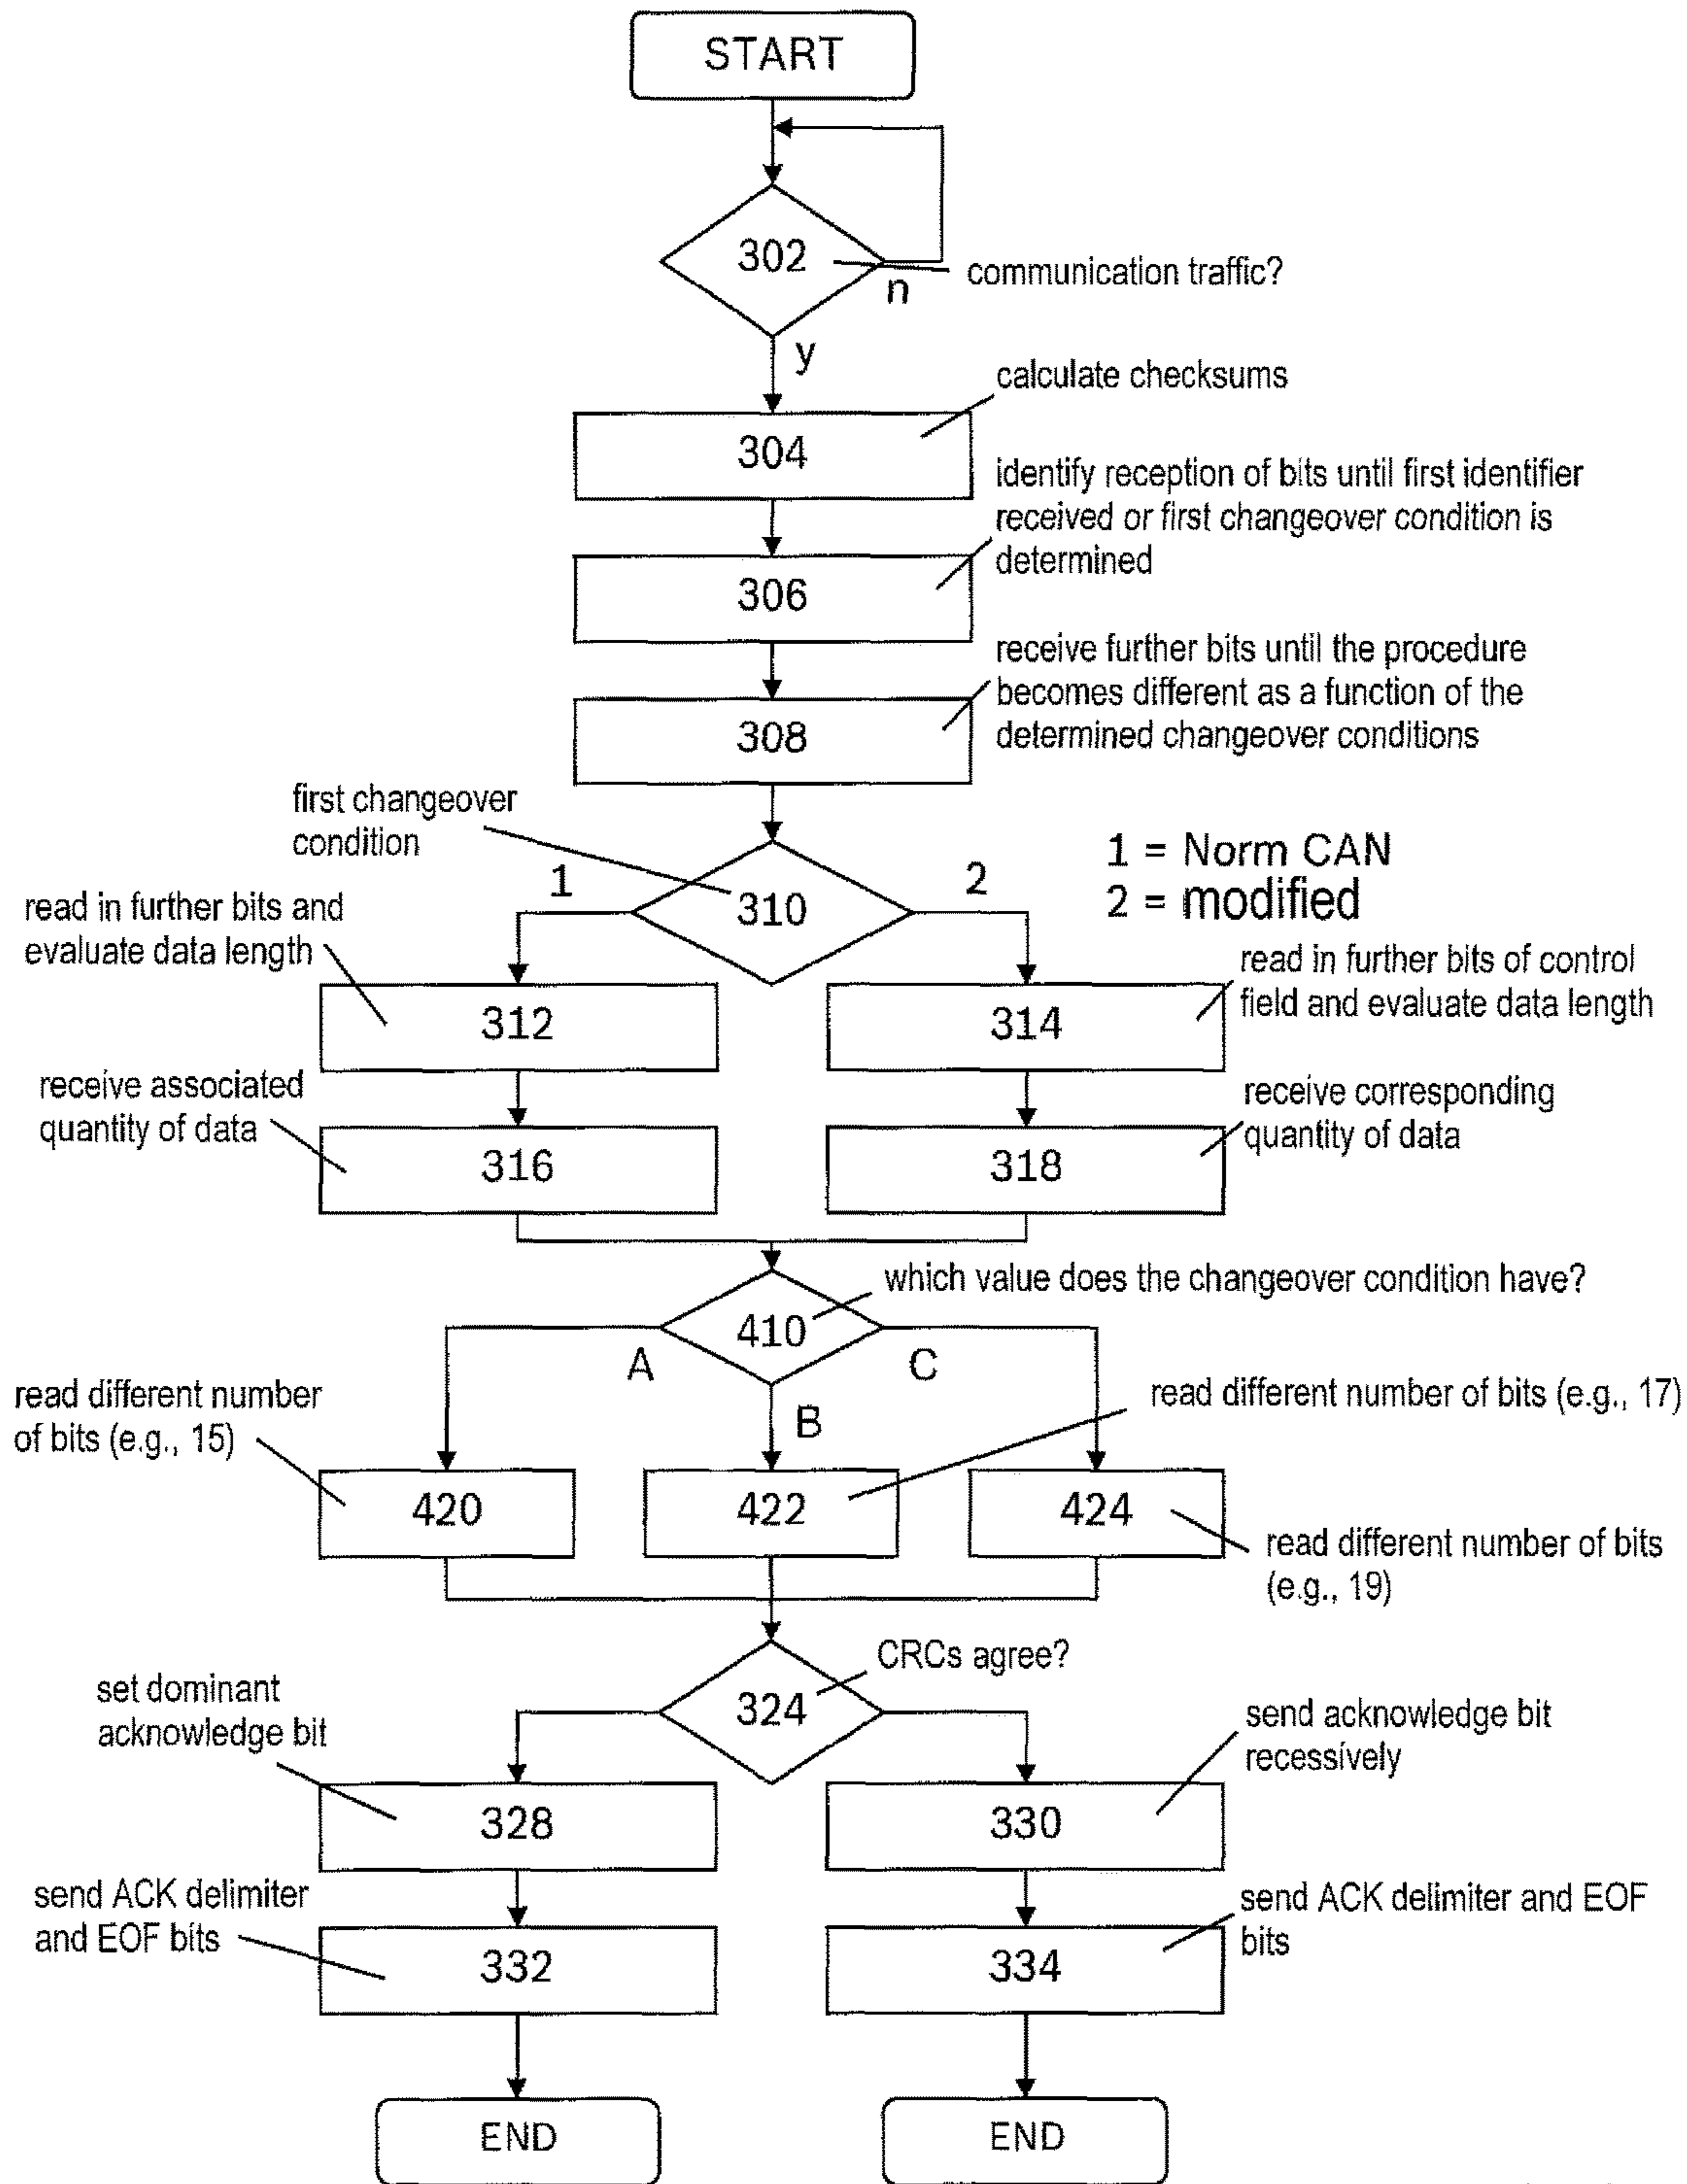 START
302
communication traffic?
n
y
calculate checksums
304
identify reception of bits until first identifier
received or first changeover condition is
determined
306
receive further bits until the procedure
becomes different as a function of the
determined changeover conditions
308
first changeover
condition
1
310
2
1 = Norm CAN
2 = modified
read in further bits and
evaluate data length
312
read in further bits of control
field and evaluate data length
314
receive associated
quantity of data
316
receive corresponding
quantity of data
318
which value does the changeover condition have?
410
A
B
C
read different number
of bits (e.g., 15)
read different number of bits (e.g., 17)
420
422
424
read different number of bits
(e.g., 19)
CRCs agree?
324
set dominant
acknowledge bit
send acknowledge bit
recessively
328
330
send ACK delimiter
and EOF bits
send ACK delimiter and EOF
bits
332
334
END
END